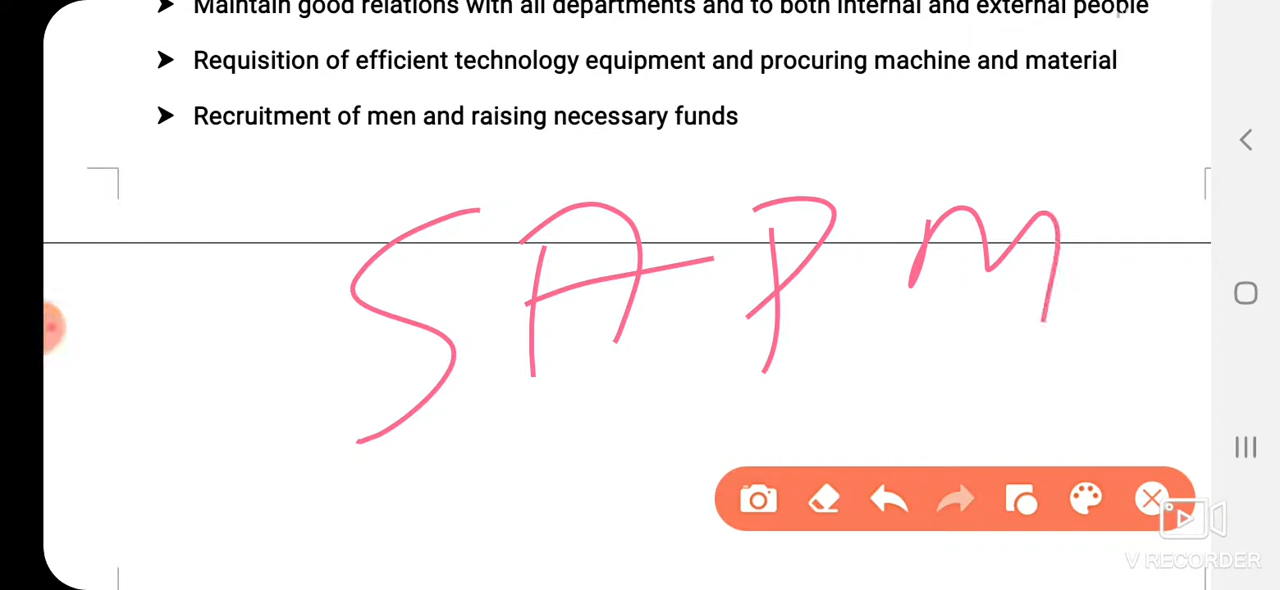 ➤ Maintain good relations with all departments and to both internal and external people
➤ Requisition of efficient technology equipment and procuring machine and material
➤ Recruitment of men and raising necessary funds
SAPM
V RECORDER